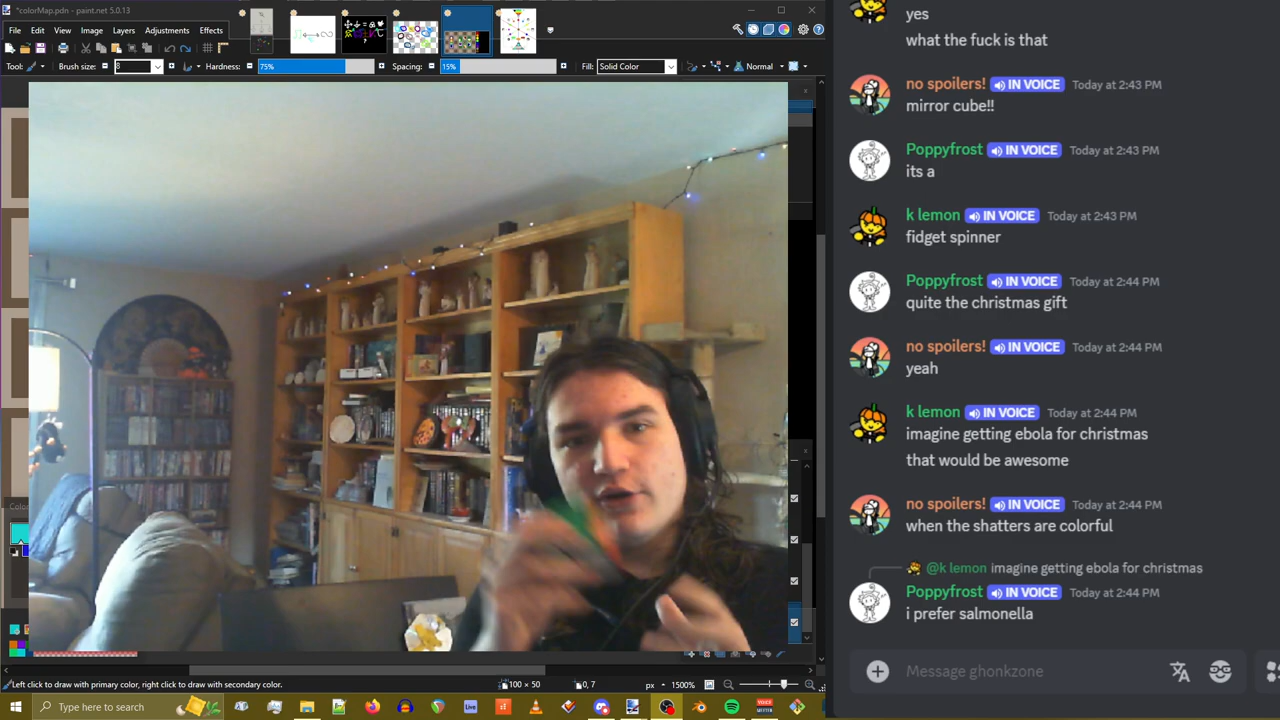 *colorMap.pdn - paint.net 5.0.13
File Edit View Image Layers Adjustments Effects
Tool: Brush size: 8 Hardness: 75% Spacing: 15% Fill: Solid Color Normal
Colo
Left click to draw with primary color, right click to draw with secondary color.
100 × 50
0, 7
px
1500%
Type here to search
Live
yes
what the fuck is that
no spoilers! IN VOICE Today at 2:43 PM
mirror cube!!
Poppyfrost IN VOICE Today at 2:43 PM
its a
k lemon IN VOICE Today at 2:43 PM
fidget spinner
Poppyfrost IN VOICE Today at 2:44 PM
quite the christmas gift
no spoilers! IN VOICE Today at 2:44 PM
yeah
k lemon IN VOICE Today at 2:44 PM
imagine getting ebola for christmas
that would be awesome
no spoilers! IN VOICE Today at 2:44 PM
when the shatters are colorful
@k lemon imagine getting ebola for christmas
Poppyfrost IN VOICE Today at 2:44 PM
i prefer salmonella
Message ghonkzone